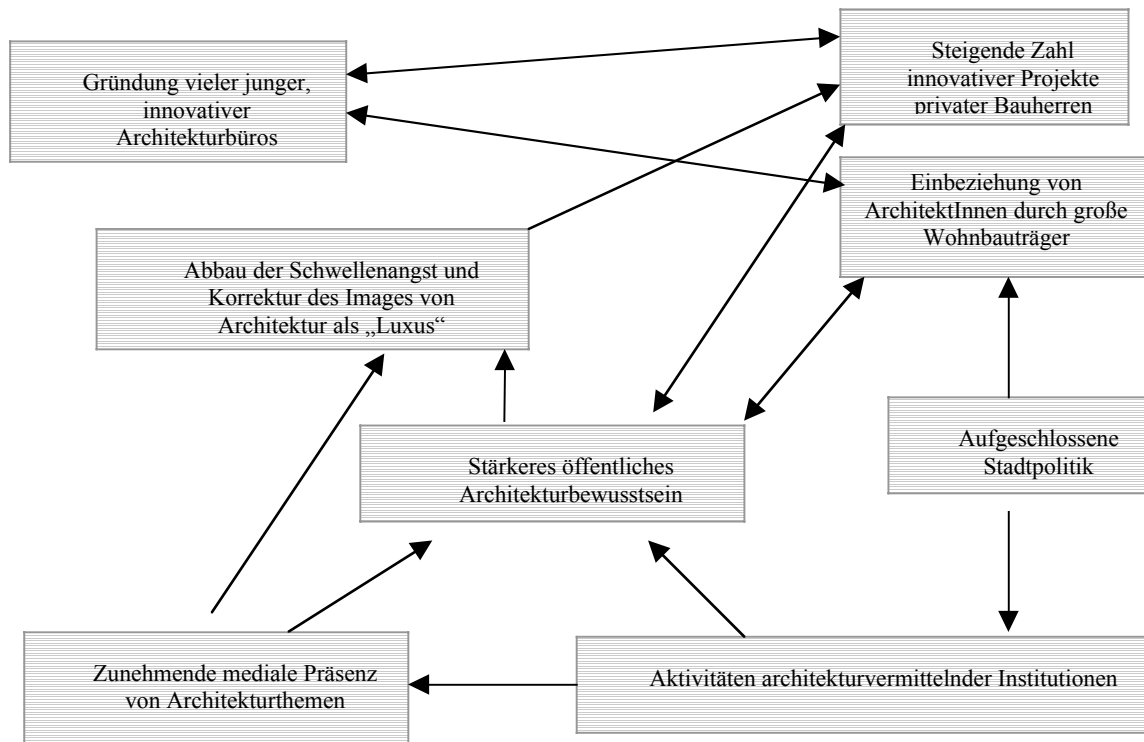 Gründung vieler junger,
innovativer
Architekturbüros
Steigende Zahl
innovativer Projekte
privater Bauherren
Einbeziehung von
ArchitektInnen durch große
Wohnbauträger
Abbau der Schwellenangst und
Korrektur des Images von
Architektur als „Luxus“
Stärkeres öffentliches
Architekturbewusstsein
Aufgeschlossene
Stadtpolitik
Zunehmende mediale Präsenz
von Architekturthemen
Aktivitäten architekturvermittelnder Institutionen